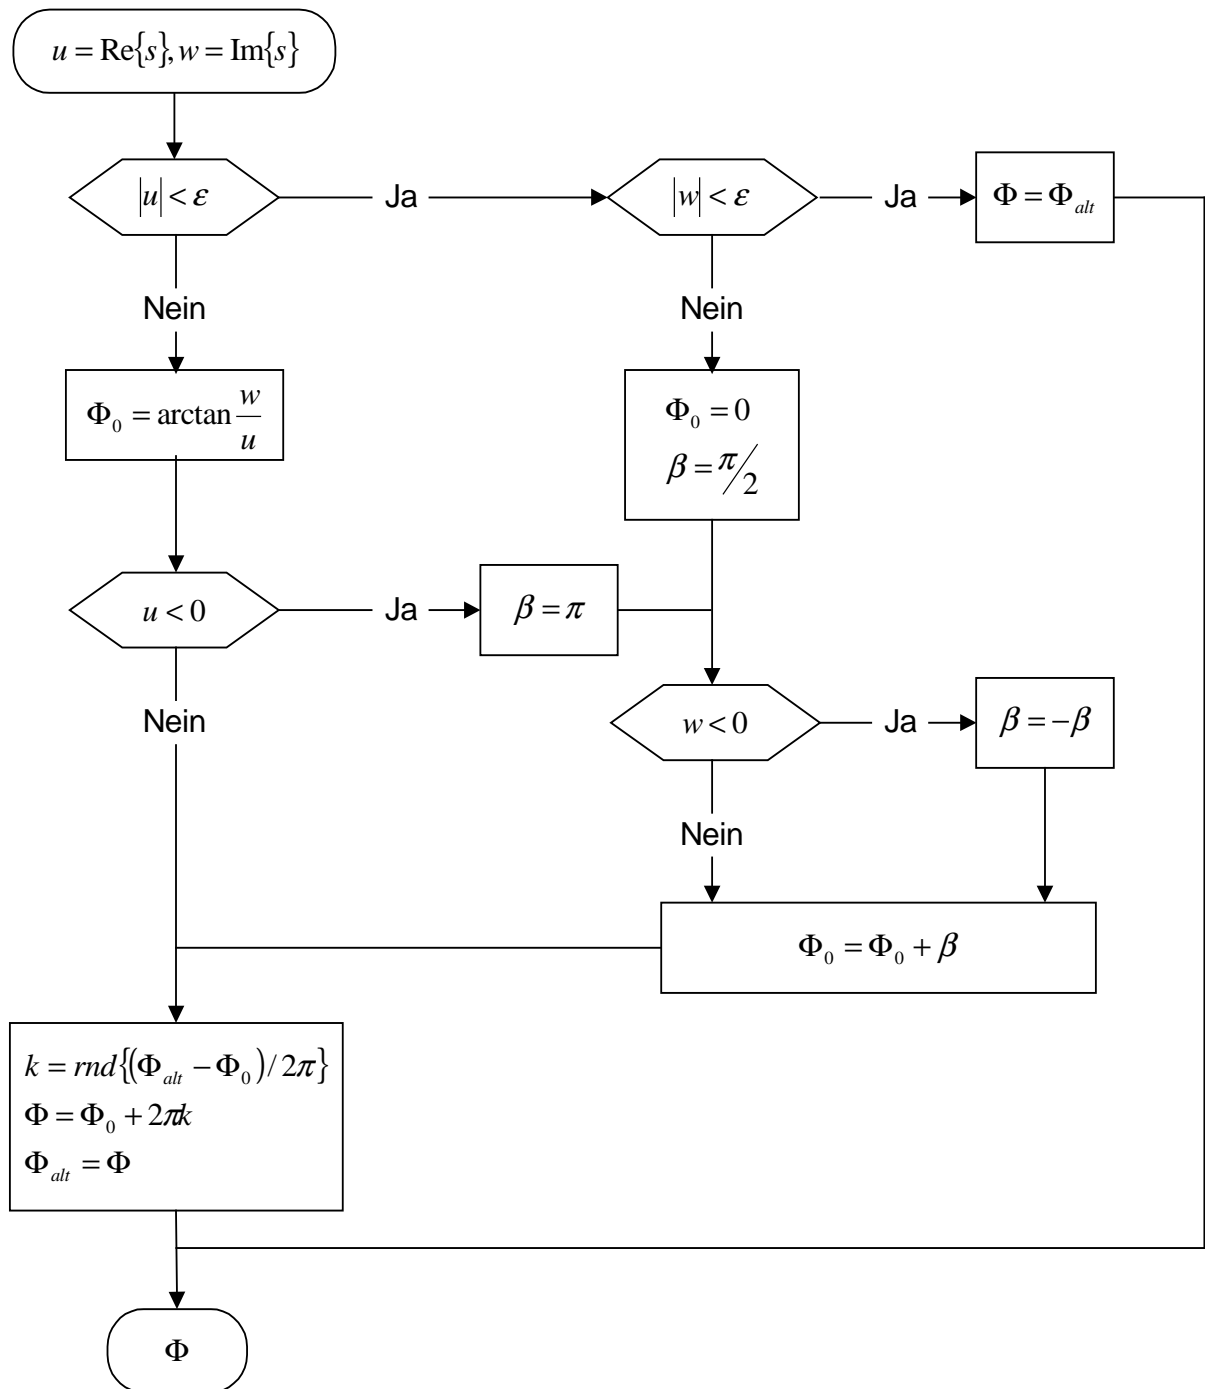 u = Re{s}, w = Im{s}
|u| < ε
Ja
|w| < ε
Ja
Φ = Φ_alt
Nein
Nein
Φ_0 = arctan w/u
Φ_0 = 0
β = π/2
u < 0
Ja
β = π
Nein
w < 0
Ja
β = −β
Nein
Φ_0 = Φ_0 + β
k = rnd{(Φ_alt − Φ_0)/2π}
Φ = Φ_0 + 2πk
Φ_alt = Φ
Φ